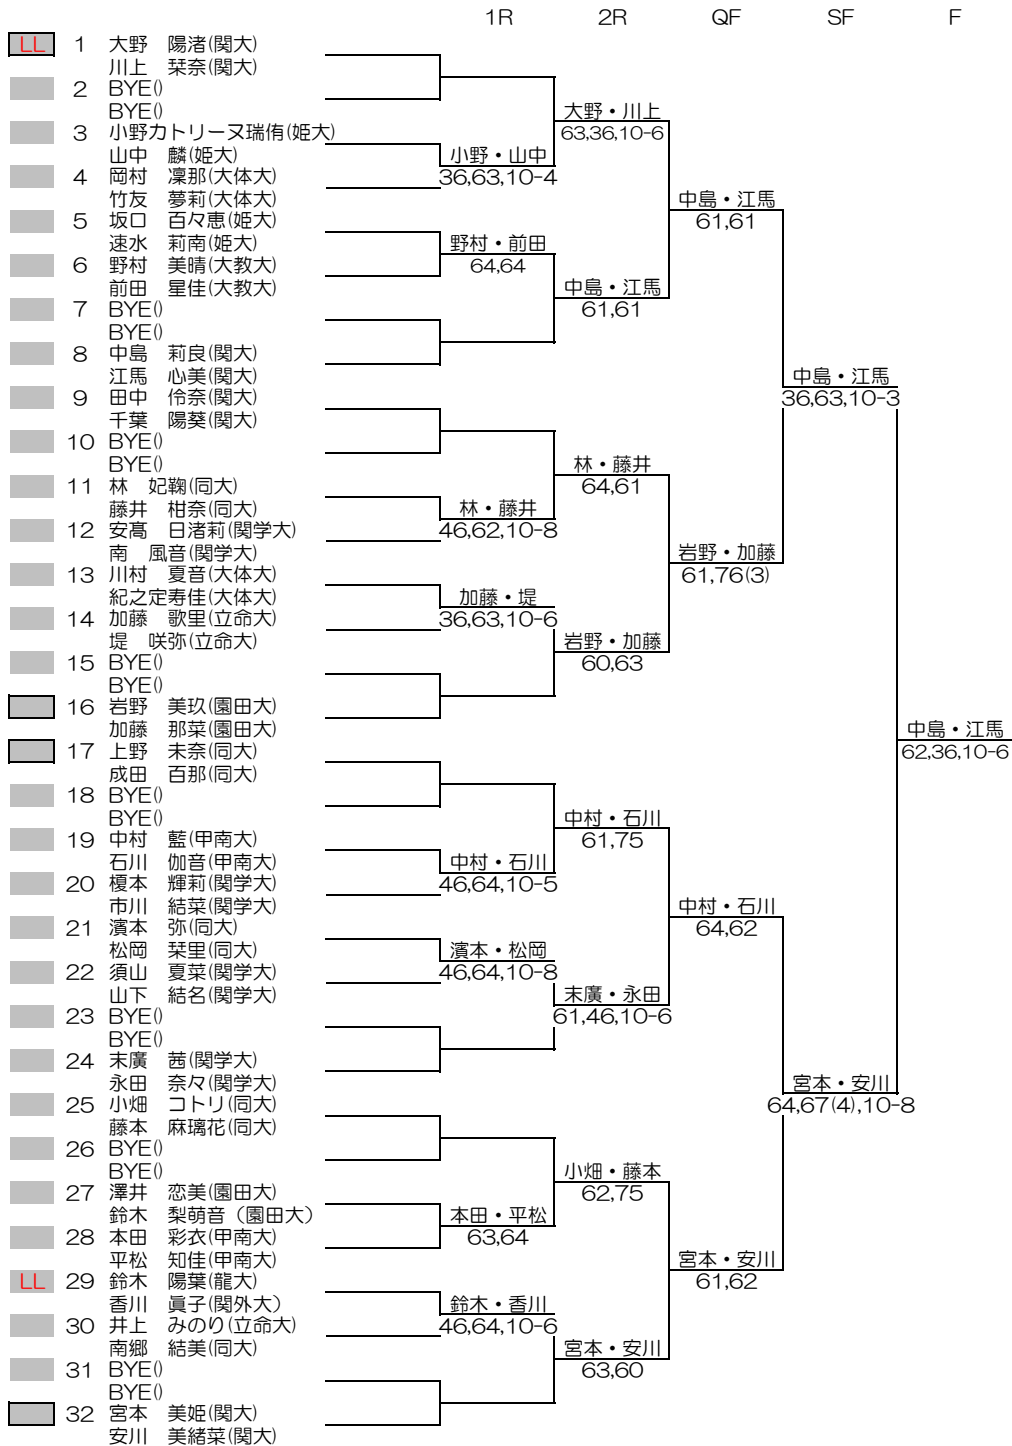 1R 2R QF SF F
LL 1 大野　陽渚(関大)
川上　栞奈(関大)
2 BYE()
BYE()
大野・川上
3 小野カトリーヌ瑞侑(姫大)
63,36,10-6
山中　麟(姫大)
小野・山中
4 岡村　凜那(大体大)
36,63,10-4
竹友　夢莉(大体大)
中島・江馬
5 坂口　百々恵(姫大)
61,61
速水　莉南(姫大)
野村・前田
6 野村　美晴(大教大)
64,64
前田　星佳(大教大)
中島・江馬
7 BYE()
61,61
BYE()
8 中島　莉良(関大)
江馬　心美(関大)
中島・江馬
9 田中　伶奈(関大)
36,63,10-3
千葉　陽葵(関大)
10 BYE()
BYE()
林・藤井
11 林　妃鞠(同大)
64,61
藤井　柑奈(同大)
林・藤井
12 安髙　日渚莉(関学大)
46,62,10-8
南　風音(関学大)
岩野・加藤
13 川村　夏音(大体大)
61,76(3)
紀之定寿佳(大体大)
加藤・堤
14 加藤　歌里(立命大)
36,63,10-6
堤　咲弥(立命大)
岩野・加藤
15 BYE()
60,63
BYE()
16 岩野　美玖(園田大)
加藤　那菜(園田大)
中島・江馬
17 上野　未奈(同大)
62,36,10-6
成田　百那(同大)
18 BYE()
BYE()
中村・石川
19 中村　藍(甲南大)
61,75
石川　伽音(甲南大)
中村・石川
20 榎本　輝莉(関学大)
46,64,10-5
市川　結菜(関学大)
中村・石川
21 濱本　弥(同大)
64,62
松岡　栞里(同大)
濱本・松岡
22 須山　夏菜(関学大)
46,64,10-8
山下　結名(関学大)
末廣・永田
23 BYE()
61,46,10-6
BYE()
24 末廣　茜(関学大)
永田　奈々(関学大)
宮本・安川
25 小畑　コトリ(同大)
64,67(4),10-8
藤本　麻璃花(同大)
26 BYE()
BYE()
小畑・藤本
27 澤井　恋美(園田大)
62,75
鈴木　梨萌音（園田大）
本田・平松
28 本田　彩衣(甲南大)
63,64
平松　知佳(甲南大)
宮本・安川
LL 29 鈴木　陽葉(龍大)
61,62
香川　眞子(関外大）
鈴木・香川
30 井上　みのり(立命大)
46,64,10-6
南郷　結美(同大)
宮本・安川
31 BYE()
63,60
BYE()
32 宮本　美姫(関大)
安川　美緒菜(関大)